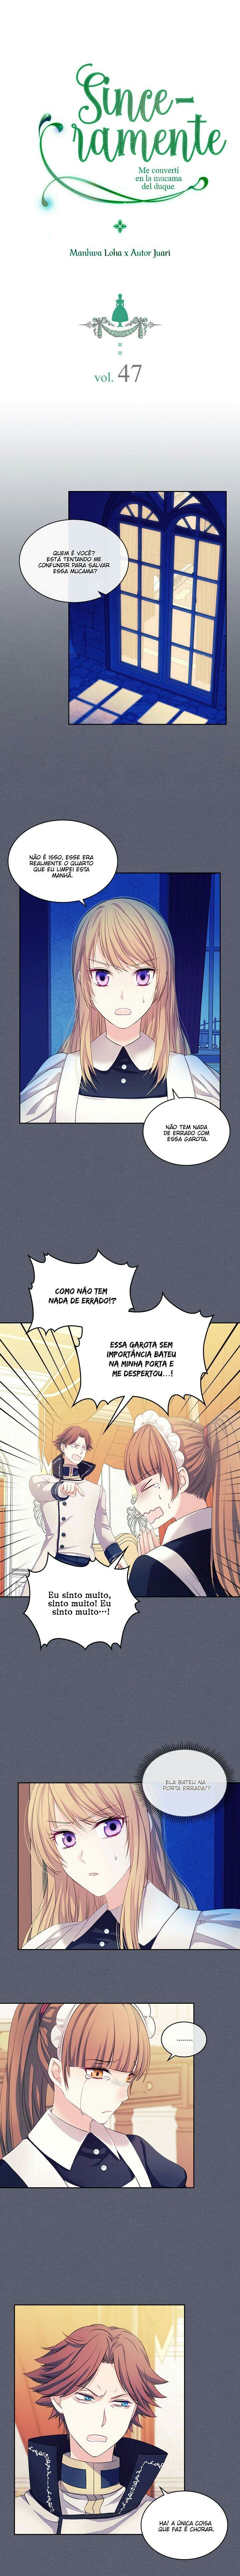 Since-
ramente
Me convertí
en la mucama
del duque
Manhwa Loha x Autor Juari
vol. 47
QUEM É VOCÊ?
ESTÁ TENTANDO ME
CONFUNDIR PARA SALVAR
ESSA MUCAMA?
NÃO É ISSO, ESSE ERA
REALMENTE O QUARTO
QUE EU LIMPEI ESTA
MANHÃ.
NÃO TEM NADA
DE ERRADO COM
ESSA GAROTA.
COMO NÃO TEM
NADA DE ERRADO!?
ESSA GAROTA SEM
IMPORTÂNCIA BATEU
NA MINHA PORTA E
ME DESPERTOU...!
Eu sinto muito,
sinto muito! Eu
sinto muito...!
ELA BATEU NA
PORTA ERRADA!?
........
HA! A ÚNICA COISA
QUE FAZ É CHORAR.